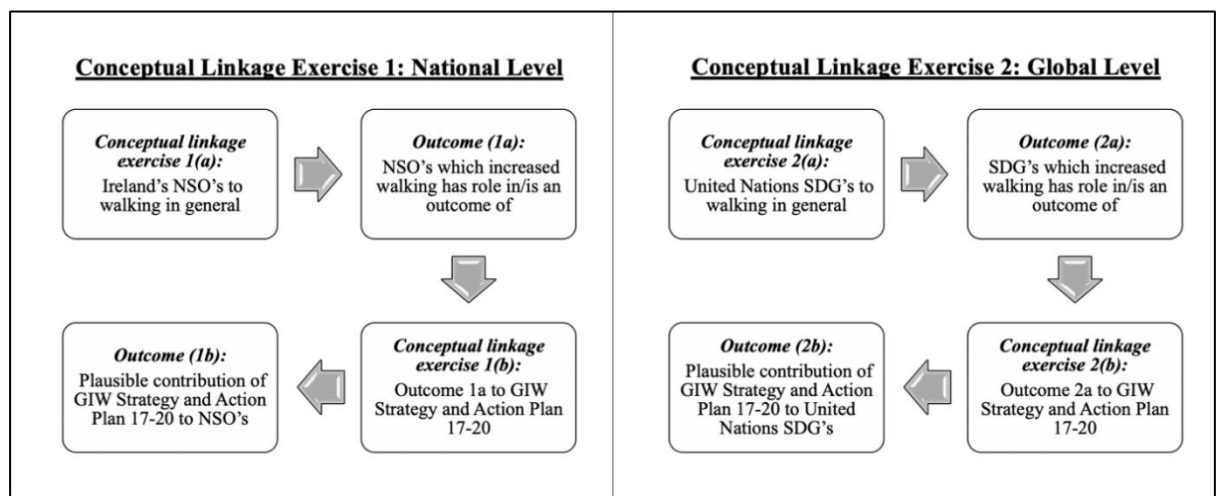 Conceptual Linkage Exercise 1: National Level
Conceptual linkage
exercise 1(a):
Ireland's NSO's to
walking in general
Outcome (1a):
NSO's which increased
walking has role in/is an
outcome of
Conceptual linkage
exercise 1(b):
Outcome 1a to GIW
Strategy and Action Plan
17-20
Outcome (1b):
Plausible contribution of
GIW Strategy and Action
Plan 17-20 to NSO's
Conceptual Linkage Exercise 2: Global Level
Conceptual linkage
exercise 2(a):
United Nations SDG's to
walking in general
Outcome (2a):
SDG's which increased
walking has role in/is an
outcome of
Conceptual linkage
exercise 2(b):
Outcome 2a to GIW
Strategy and Action Plan
17-20
Outcome (2b):
Plausible contribution of
GIW Strategy and Action
Plan 17-20 to United
Nations SDG's